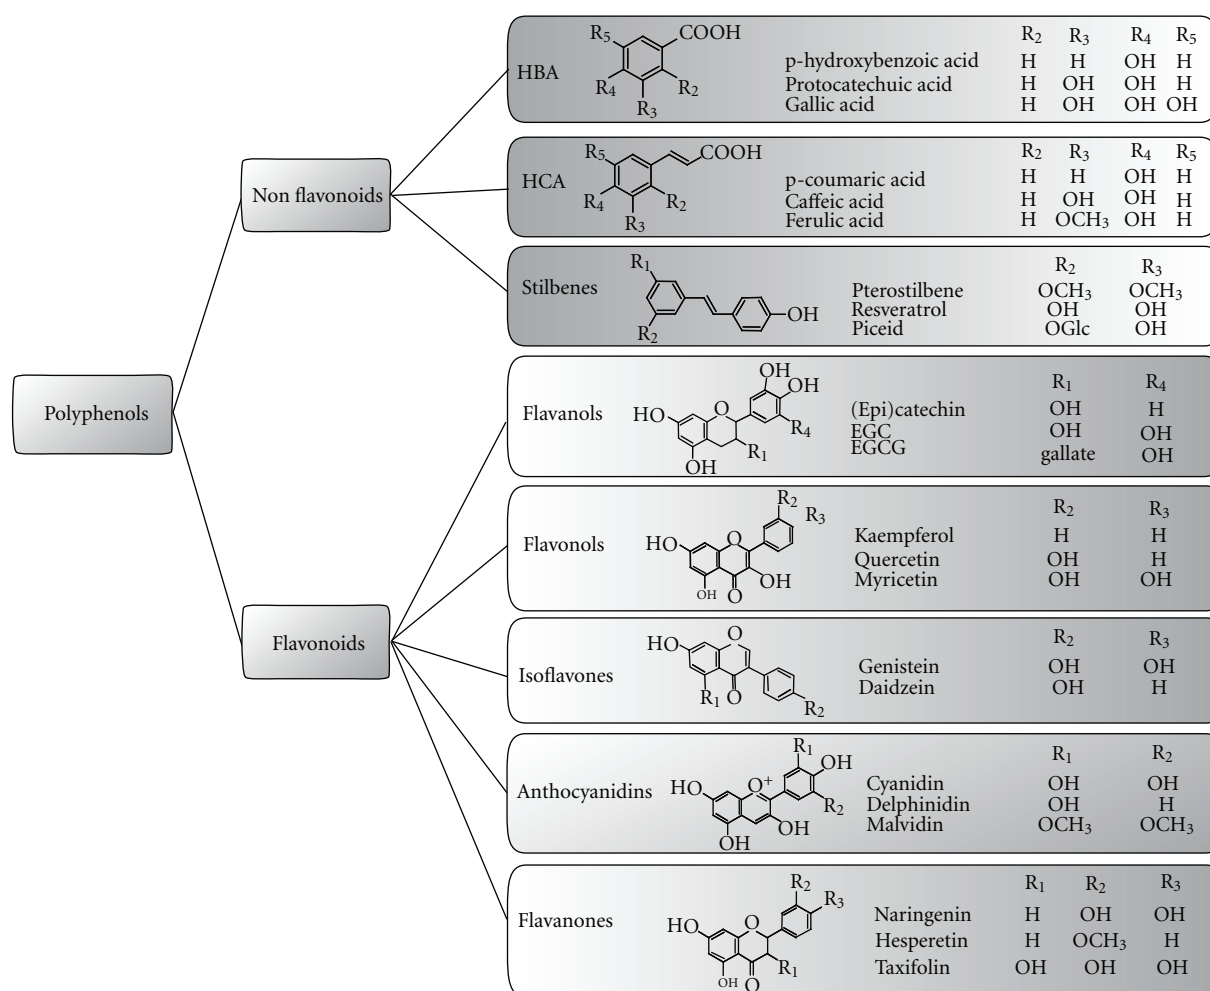 Polyphenols
Non flavonoids
Flavonoids
HBA
R5 COOH
R4 R2
R3
R2 R3 R4 R5
p-hydroxybenzoic acid H H OH H
Protocatechuic acid H OH OH H
Gallic acid H OH OH OH
HCA
R5 COOH
R4 R2
R3
R2 R3 R4 R5
p-coumaric acid H H OH H
Caffeic acid H OH OH H
Ferulic acid H OCH3 OH H
Stilbenes
R1
OH
R2
R2 R3
Pterostilbene OCH3 OCH3
Resveratrol OH OH
Piceid OGlc OH
Flavanols
OH
OH
HO O
R4
R1
OH
R1 R4
(Epi)catechin OH H
EGC OH OH
EGCG gallate OH
Flavonols
R2
R3
HO O
OH
OH O
R2 R3
Kaempferol H H
Quercetin OH H
Myricetin OH OH
Isoflavones
HO O
R1 O
R2
R2 R3
Genistein OH OH
Daidzein OH H
Anthocyanidins
R1
OH
HO O+
R2
OH
OH
R1 R2
Cyanidin OH OH
Delphinidin OH H
Malvidin OCH3 OCH3
Flavanones
R2
R3
HO O
R1
OH O
R1 R2 R3
Naringenin H OH OH
Hesperetin H OCH3 H
Taxifolin OH OH OH